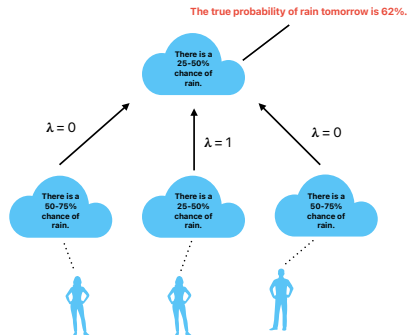 The true probability of rain tomorrow is 62%.
There is a
25-50%
chance of
rain.
λ = 0
λ = 1
λ = 0
There is a
50-75%
chance of
rain.
There is a
25-50%
chance of
rain.
There is a
50-75%
chance of
rain.